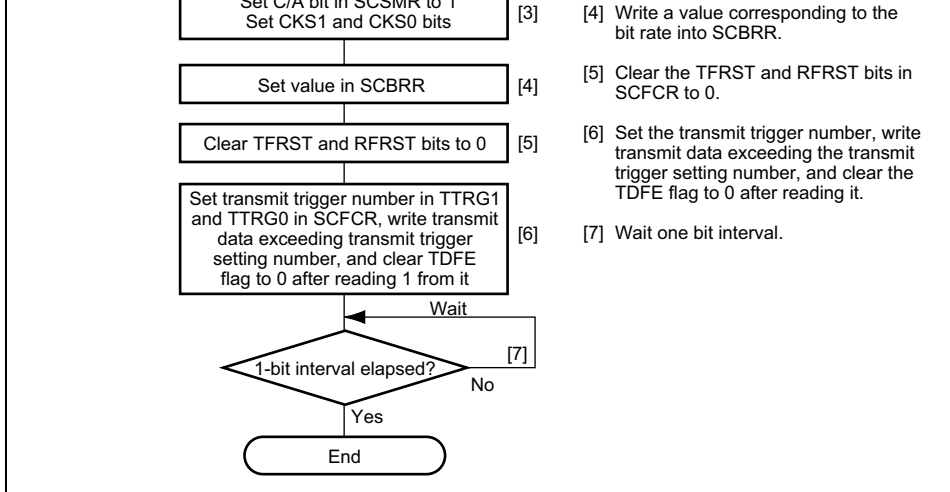 Set C/A bit in SCSMR to 1
Set CKS1 and CKS0 bits
[3]
Set value in SCBRR
[4]
Clear TFRST and RFRST bits to 0
[5]
Set transmit trigger number in TTRG1
and TTRG0 in SCFCR, write transmit
data exceeding transmit trigger
setting number, and clear TDFE
flag to 0 after reading 1 from it
[6]
Wait
1-bit interval elapsed?
[7]
No
Yes
End
[4] Write a value corresponding to the
bit rate into SCBRR.
[5] Clear the TFRST and RFRST bits in
SCFCR to 0.
[6] Set the transmit trigger number, write
transmit data exceeding the transmit
trigger setting number, and clear the
TDFE flag to 0 after reading it.
[7] Wait one bit interval.